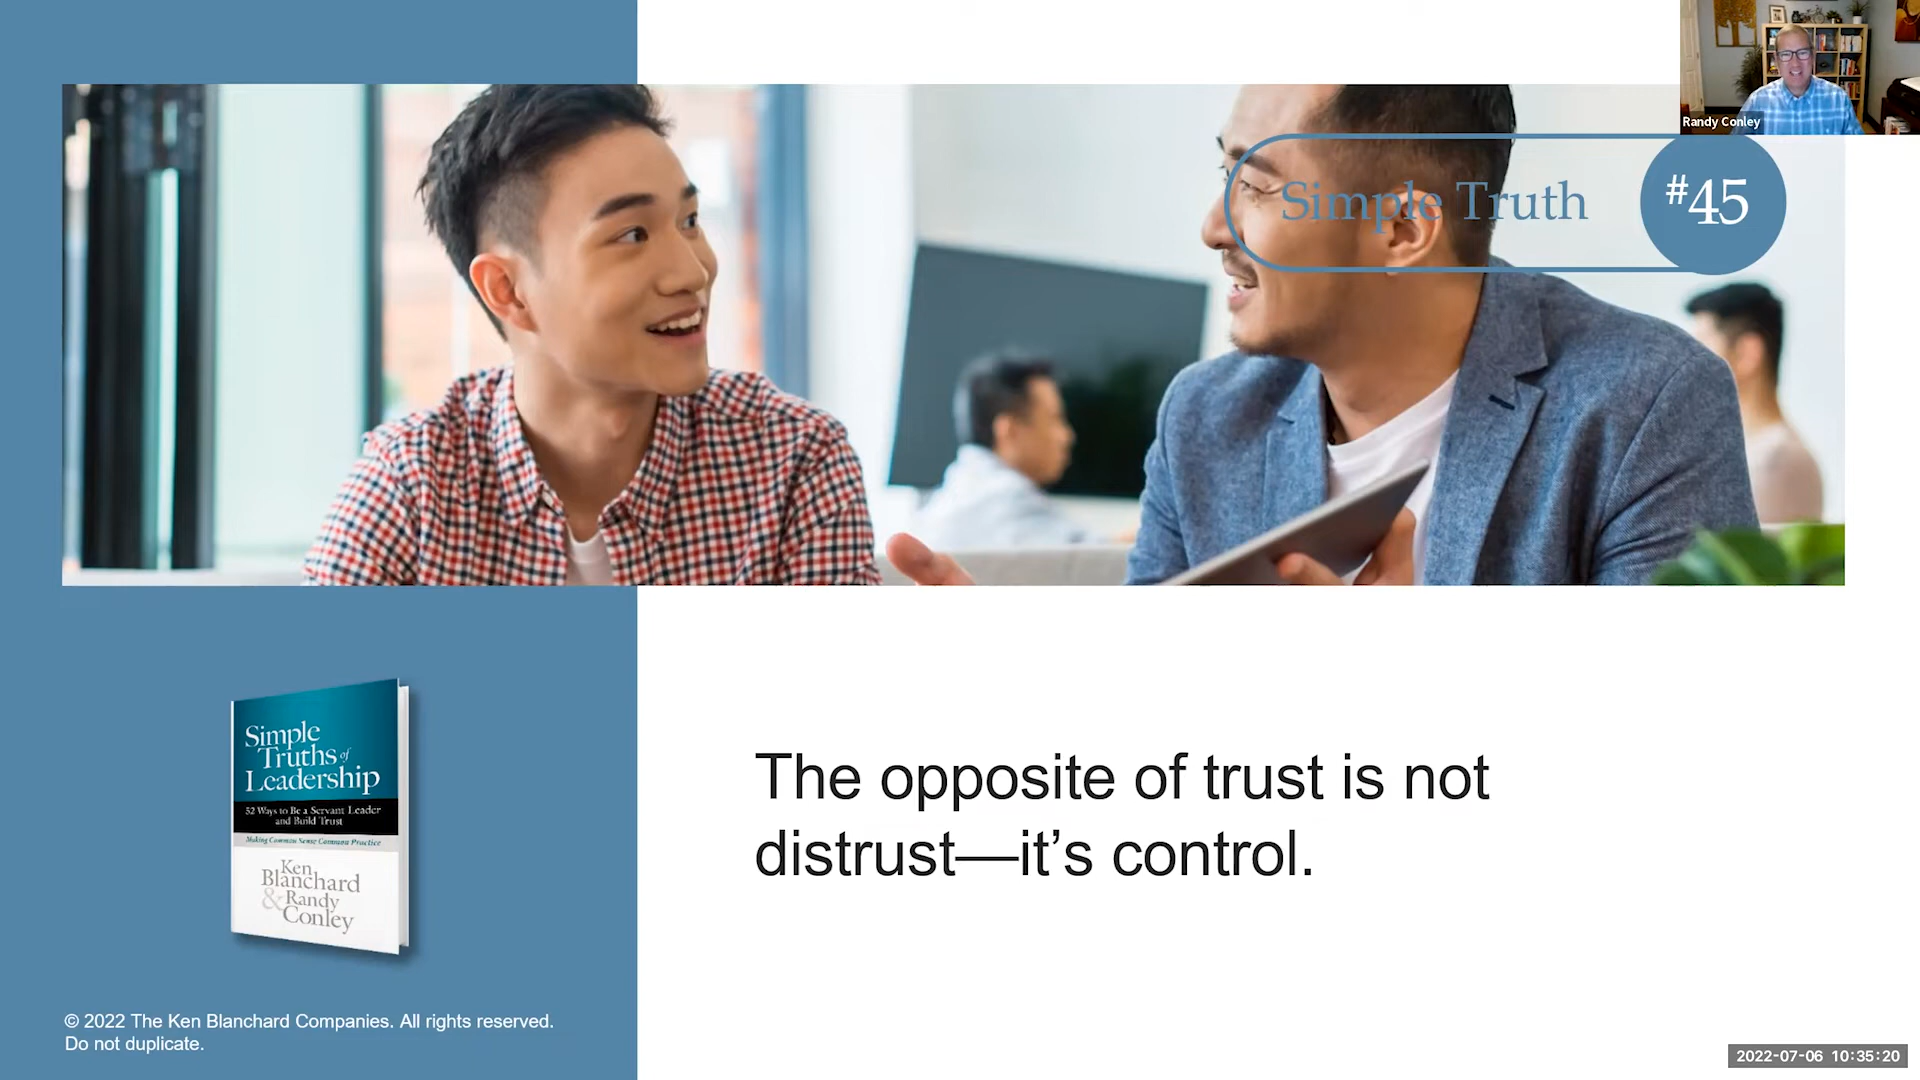 Randy Conley
Simple Truth
#45
Simple
Truths of
Leadership
52 Ways to Be a Servant Leader
and Build Trust
Making Common Sense Common Practice
Ken
Blanchard
& Randy
Conley
The opposite of trust is not
distrust—it’s control.
© 2022 The Ken Blanchard Companies. All rights reserved.
Do not duplicate.
2022-07-06 10:35:20